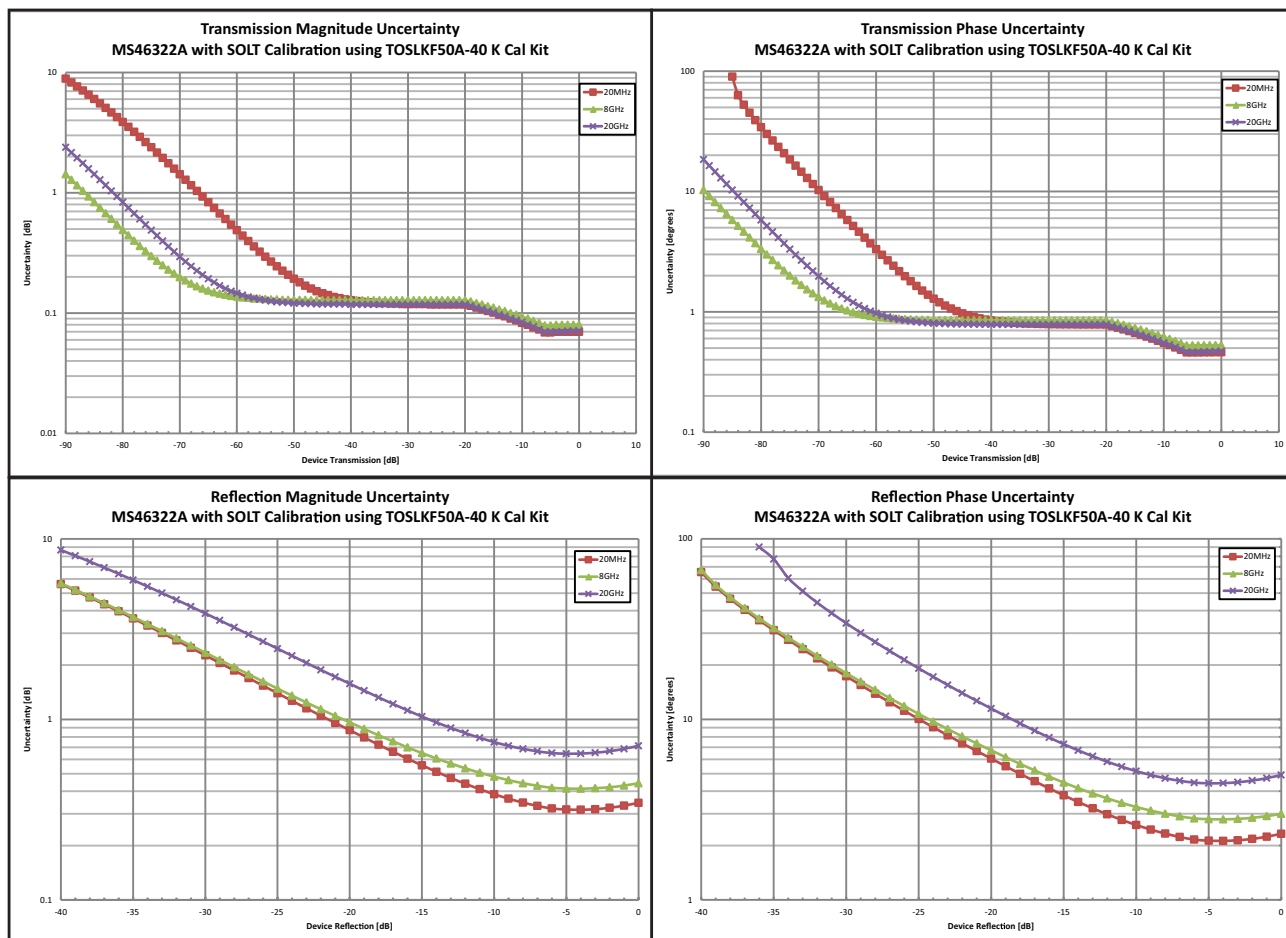 Transmission Magnitude Uncertainty
MS46322A with SOLT Calibration using TOSLKF50A-40 K Cal Kit
10
1
0.1
0.01
Uncertainty [dB]
20MHz
8GHz
20GHz
-90 -80 -70 -60 -50 -40 -30 -20 -10 0 10
Device Transmission [dB]
Transmission Phase Uncertainty
MS46322A with SOLT Calibration using TOSLKF50A-40 K Cal Kit
100
10
1
0.1
Uncertainty [degrees]
20MHz
8GHz
20GHz
-90 -80 -70 -60 -50 -40 -30 -20 -10 0 10
Device Transmission [dB]
Reflection Magnitude Uncertainty
MS46322A with SOLT Calibration using TOSLKF50A-40 K Cal Kit
10
1
0.1
Uncertainty [dB]
20MHz
8GHz
20GHz
-40 -35 -30 -25 -20 -15 -10 -5 0
Device Reflection [dB]
Reflection Phase Uncertainty
MS46322A with SOLT Calibration using TOSLKF50A-40 K Cal Kit
100
10
1
Uncertainty [degrees]
20MHz
8GHz
20GHz
-40 -35 -30 -25 -20 -15 -10 -5 0
Device Reflection [dB]